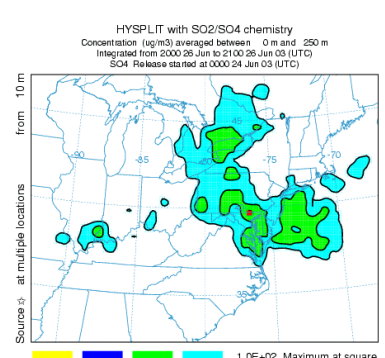 HYSPLIT with SO2/SO4 chemistry
Concentration (ug/m3) averaged between 0 m and 250 m
Integrated from 2000 26 Jun to 2100 26 Jun 03 (UTC)
SO4 Release started at 0000 24 Jun 03 (UTC)
Source ☆ at multiple locations from 10 m
45
-90
-85
-80
-75
-70
35
1.0E+02 Maximum at square